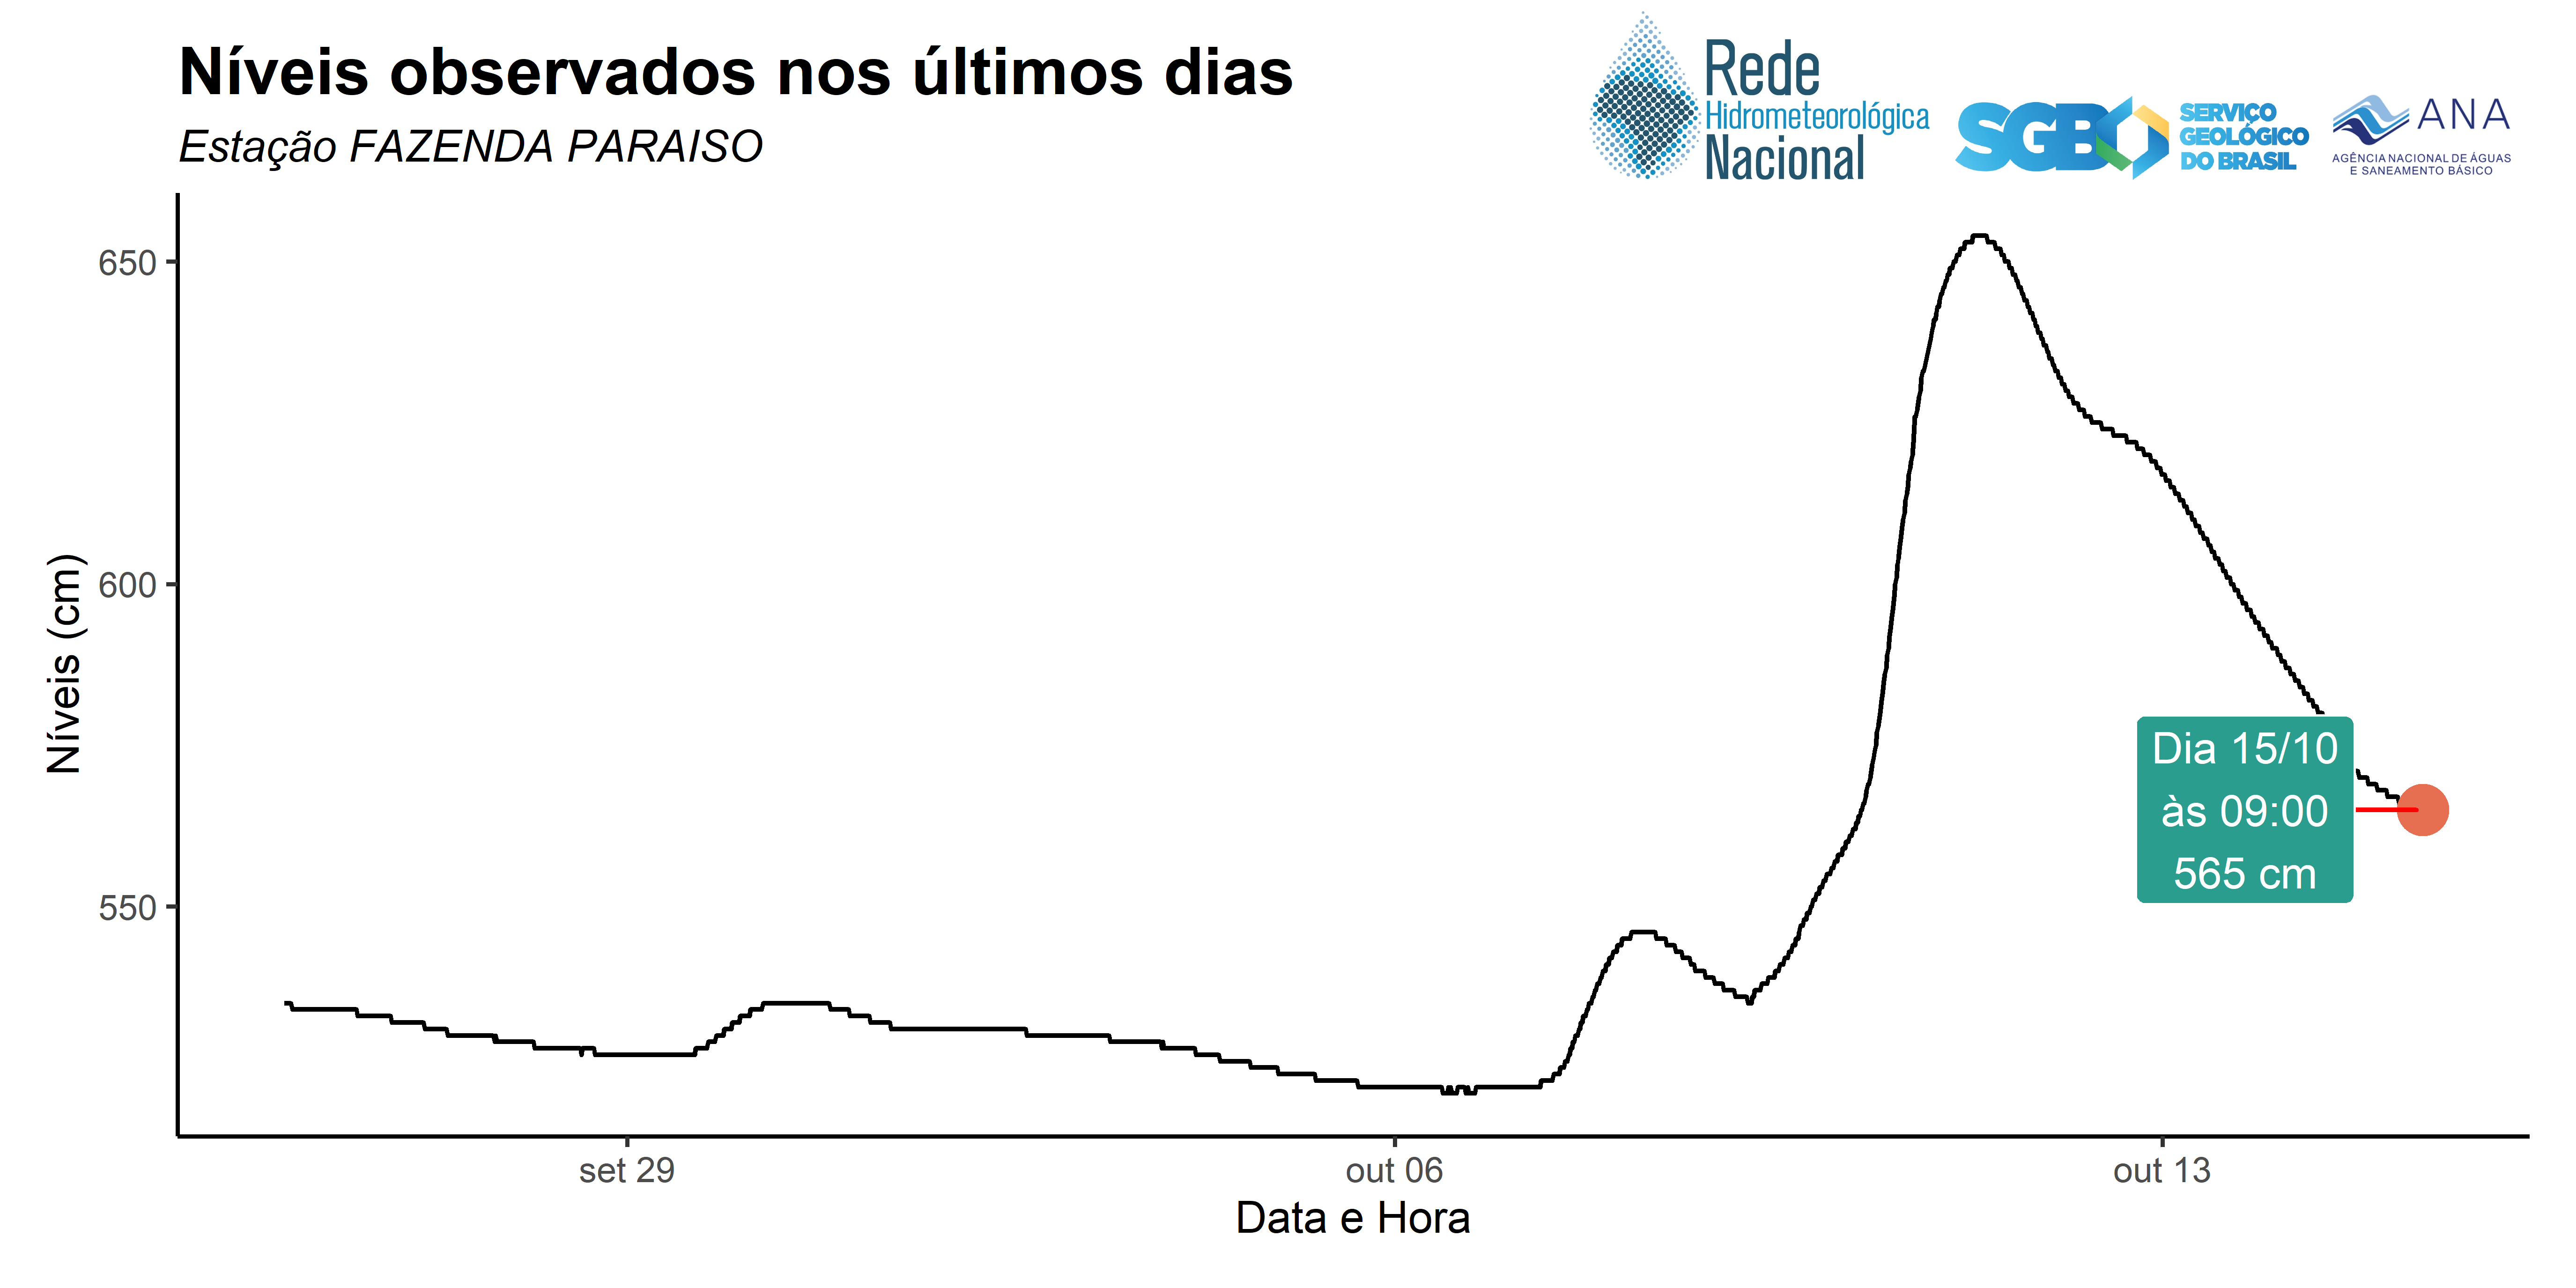 Níveis observados nos últimos dias
Estação FAZENDA PARAISO
Rede
Hidrometeorológica
Nacional
SGB
SERVIÇO
GEOLÓGICO
DO BRASIL
ANA
AGÊNCIA NACIONAL DE ÁGUAS
E SANEAMENTO BÁSICO
Níveis (cm)
650
600
550
Dia 15/10
às 09:00
565 cm
set 29
out 06
out 13
Data e Hora